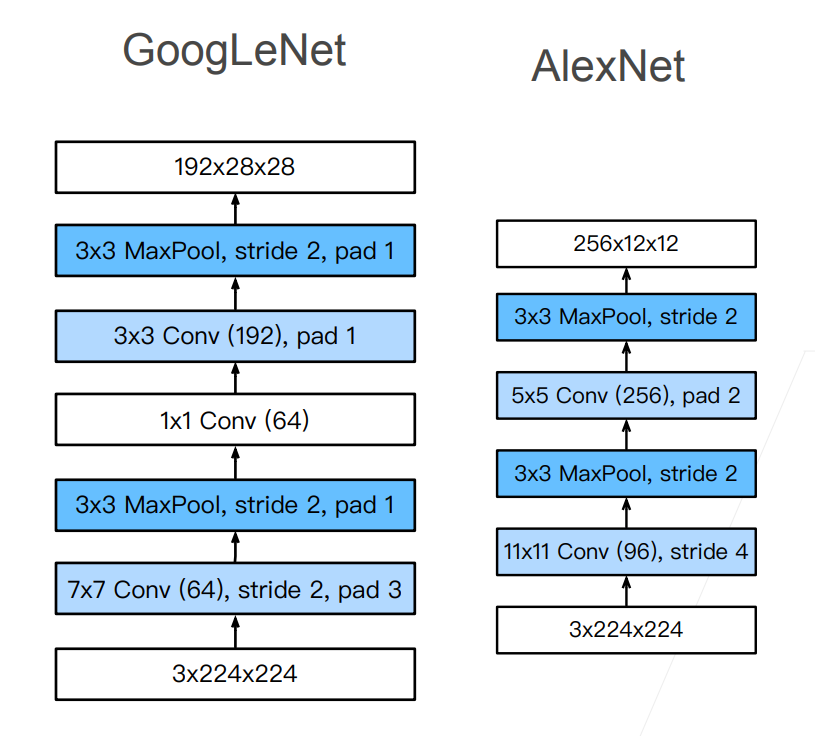 GoogLeNet
192x28x28
3x3 MaxPool, stride 2, pad 1
3x3 Conv (192), pad 1
1x1 Conv (64)
3x3 MaxPool, stride 2, pad 1
7x7 Conv (64), stride 2, pad 3
3x224x224
AlexNet
256x12x12
3x3 MaxPool, stride 2
5x5 Conv (256), pad 2
3x3 MaxPool, stride 2
11x11 Conv (96), stride 4
3x224x224